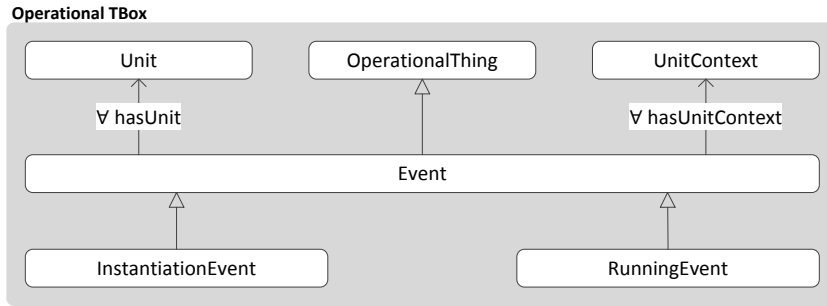 Operational TBox
Unit
OperationalThing
UnitContext
∀ hasUnit
∀ hasUnitContext
Event
InstantiationEvent
RunningEvent